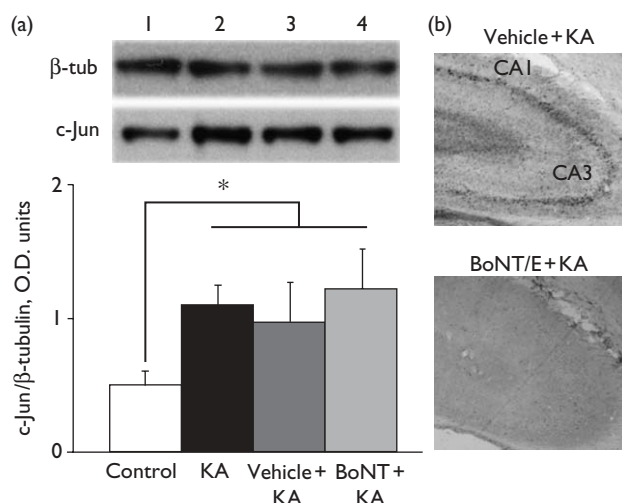 (a)
1 2 3 4
β-tub
c-Jun
c-Jun/β-tubulin, O.D. units
2
1
0
*
Control KA Vehicle + KA BoNT + KA
(b)
Vehicle + KA
CA1
CA3
BoNT/E + KA